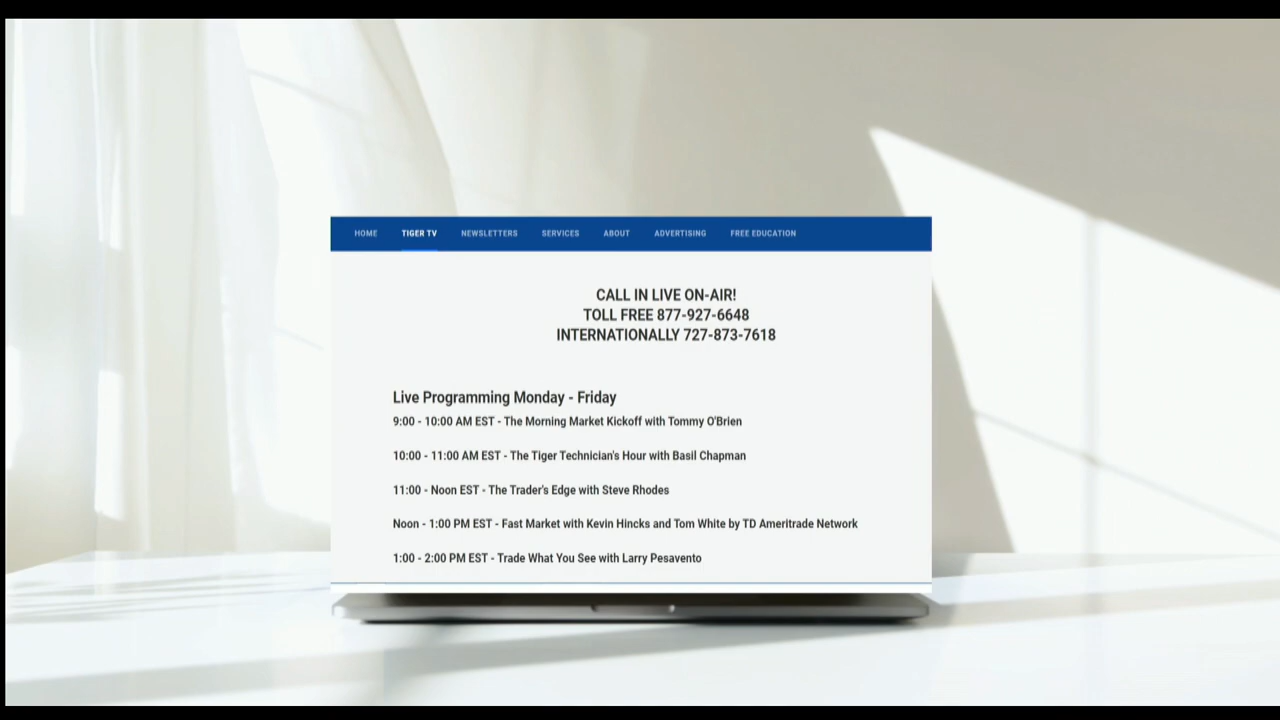 HOME TIGER TV NEWSLETTERS SERVICES ABOUT ADVERTISING FREE EDUCATION
CALL IN LIVE ON-AIR!
TOLL FREE 877-927-6648
INTERNATIONALLY 727-873-7618
Live Programming Monday - Friday
9:00 - 10:00 AM EST - The Morning Market Kickoff with Tommy O'Brien
10:00 - 11:00 AM EST - The Tiger Technician's Hour with Basil Chapman
11:00 - Noon EST - The Trader's Edge with Steve Rhodes
Noon - 1:00 PM EST - Fast Market with Kevin Hincks and Tom White by TD Ameritrade Network
1:00 - 2:00 PM EST - Trade What You See with Larry Pesavento